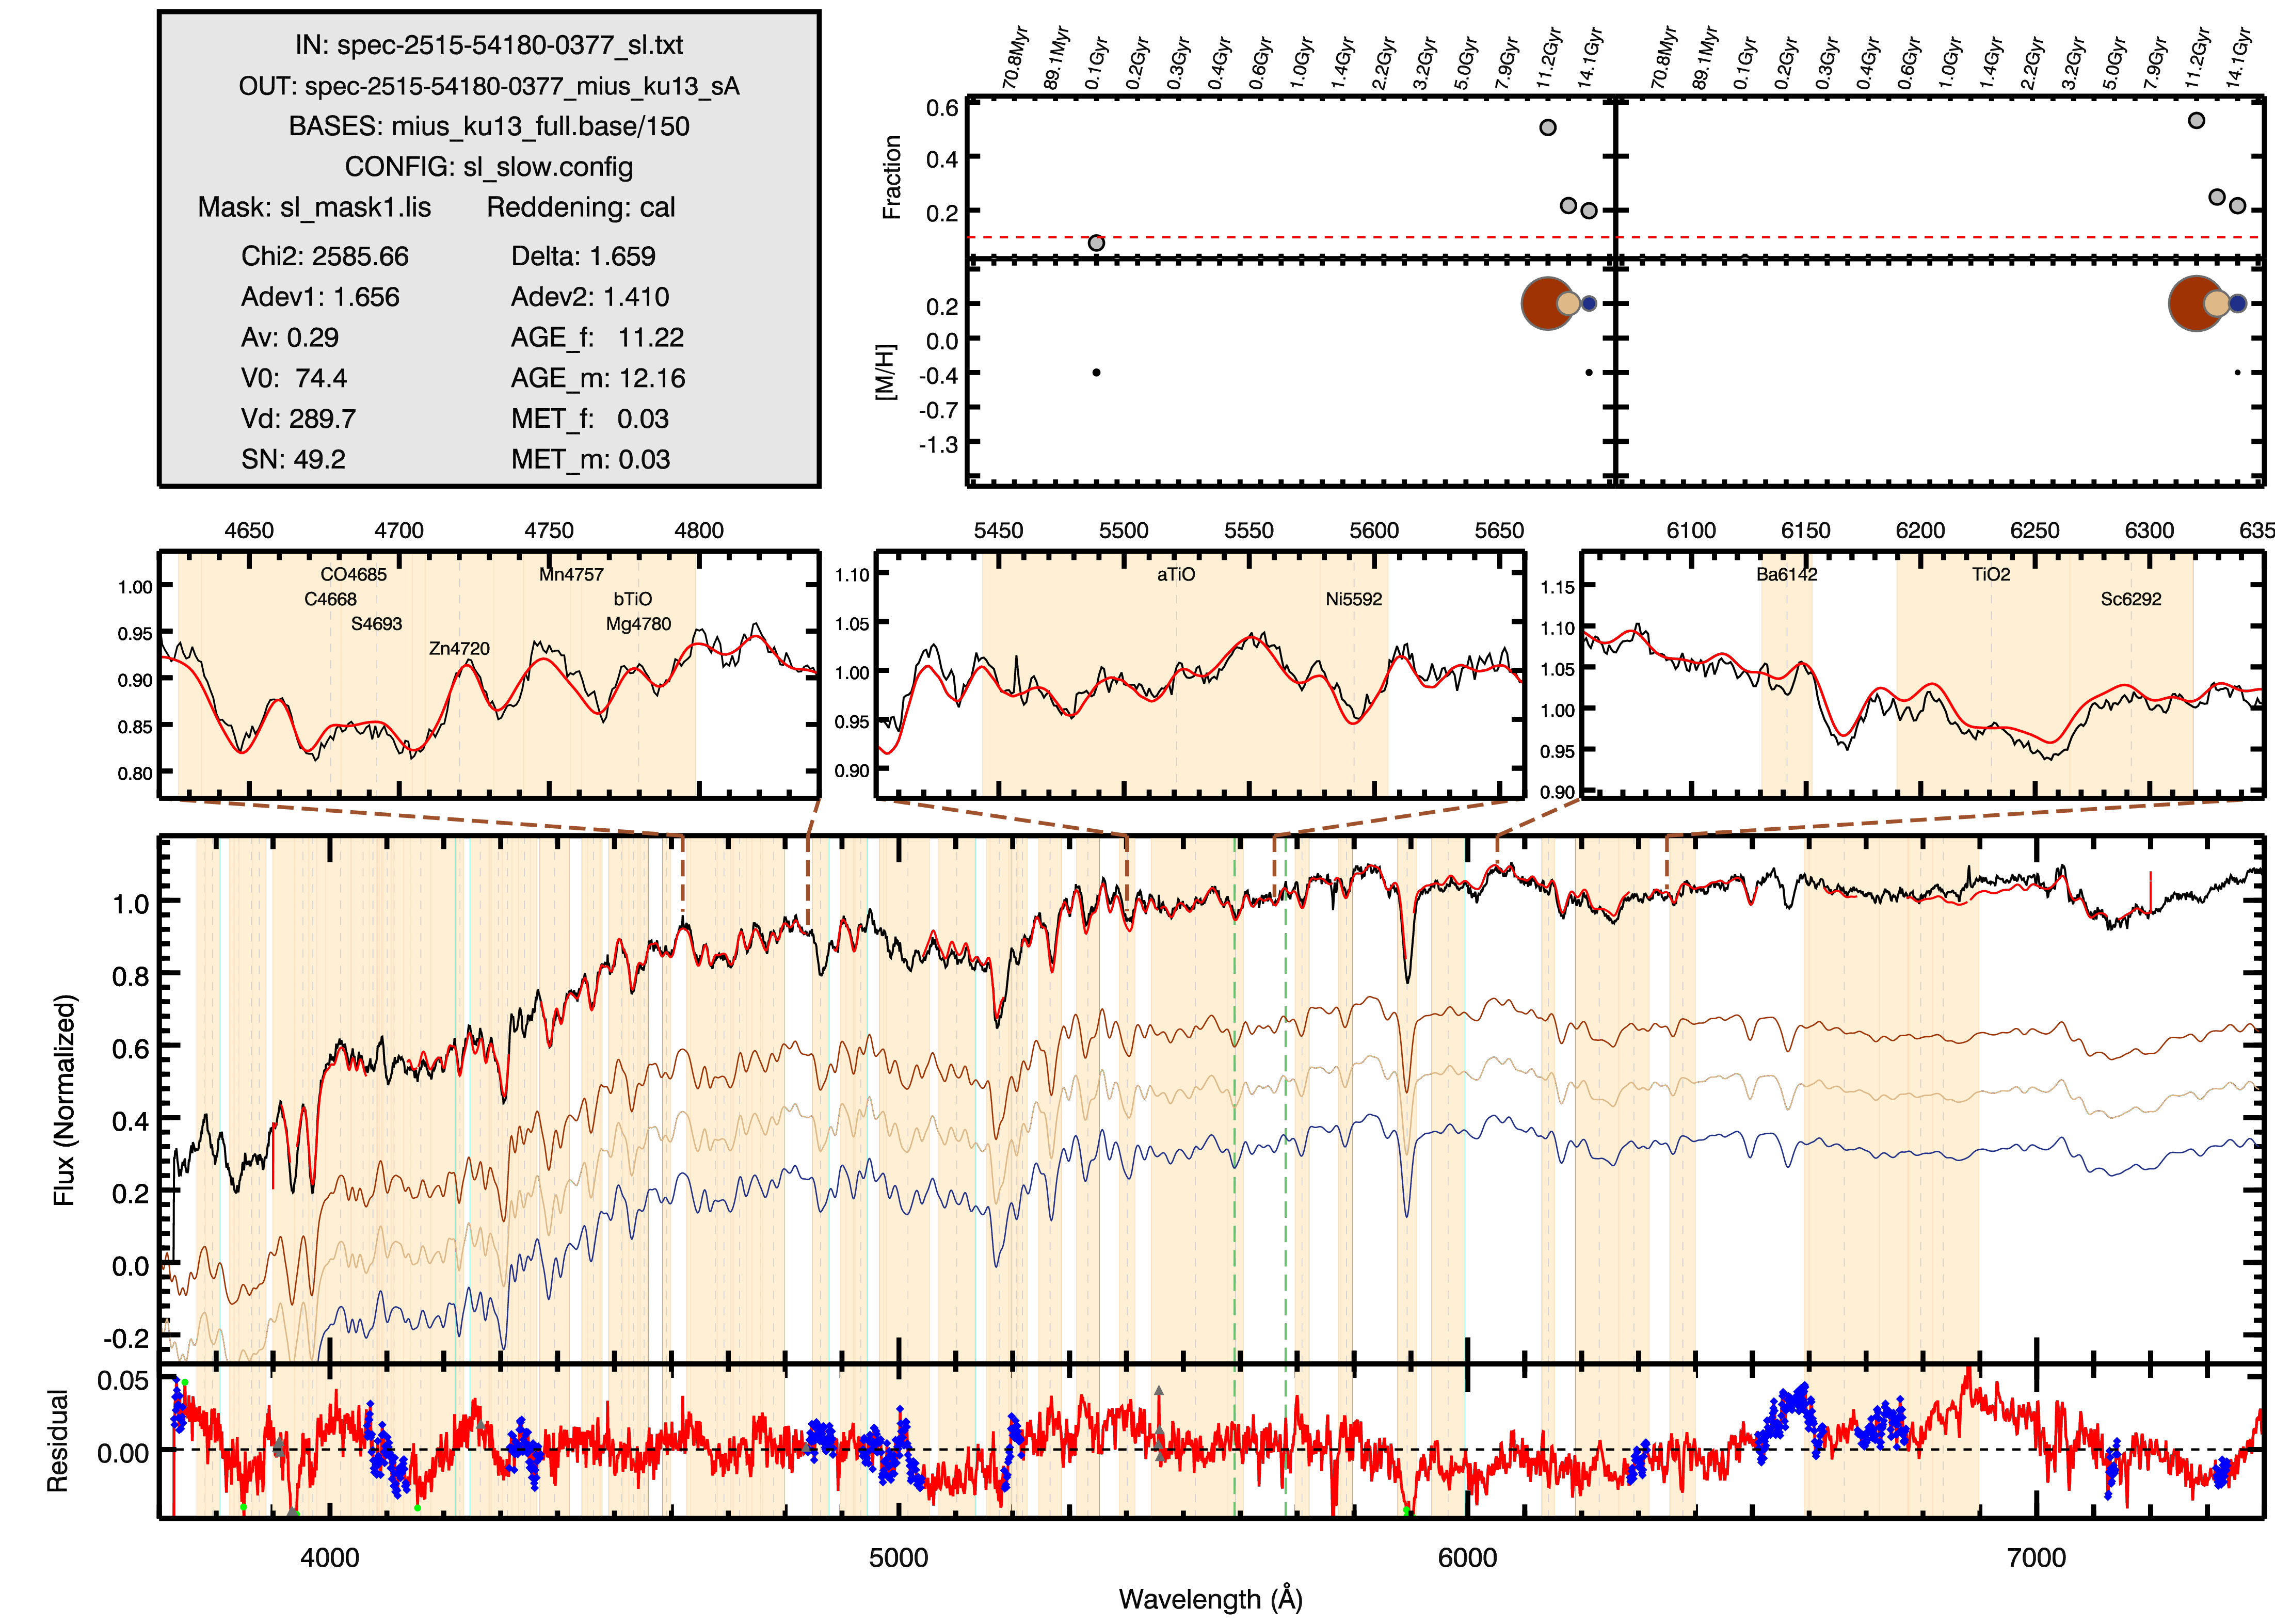 IN: spec-2515-54180-0377_sl.txt
OUT: spec-2515-54180-0377_mius_ku13_sA
BASES: mius_ku13_full.base/150
CONFIG: sl_slow.config
Mask: sl_mask1.lis Reddening: cal
Chi2: 2585.66 Delta: 1.659
Adev1: 1.656 Adev2: 1.410
Av: 0.29 AGE_f: 11.22
V0: 74.4 AGE_m: 12.16
Vd: 289.7 MET_f: 0.03
SN: 49.2 MET_m: 0.03
70.8Myr 89.1Myr 0.1Gyr 0.2Gyr 0.3Gyr 0.4Gyr 0.6Gyr 1.0Gyr 1.4Gyr 2.2Gyr 3.2Gyr 5.0Gyr 7.9Gyr 11.2Gyr 14.1Gyr
70.8Myr 89.1Myr 0.1Gyr 0.2Gyr 0.3Gyr 0.4Gyr 0.6Gyr 1.0Gyr 1.4Gyr 2.2Gyr 3.2Gyr 5.0Gyr 7.9Gyr 11.2Gyr 14.1Gyr
Fraction
0.6
0.4
0.2
[M/H]
0.2
0.0
-0.4
-0.7
-1.3
4650 4700 4750 4800
1.00
0.95
0.90
0.85
0.80
CO4685 Mn4757
C4668 bTiO
S4693 Mg4780
Zn4720
5450 5500 5550 5600 5650
1.10
1.05
1.00
0.95
0.90
aTiO
Ni5592
6100 6150 6200 6250 6300 635
1.15
1.10
1.05
1.00
0.95
0.90
Ba6142 TiO2
Sc6292
Flux (Normalized)
1.0
0.8
0.6
0.4
0.2
0.0
-0.2
Residual
0.05
0.00
4000 5000 6000 7000
Wavelength (Å)